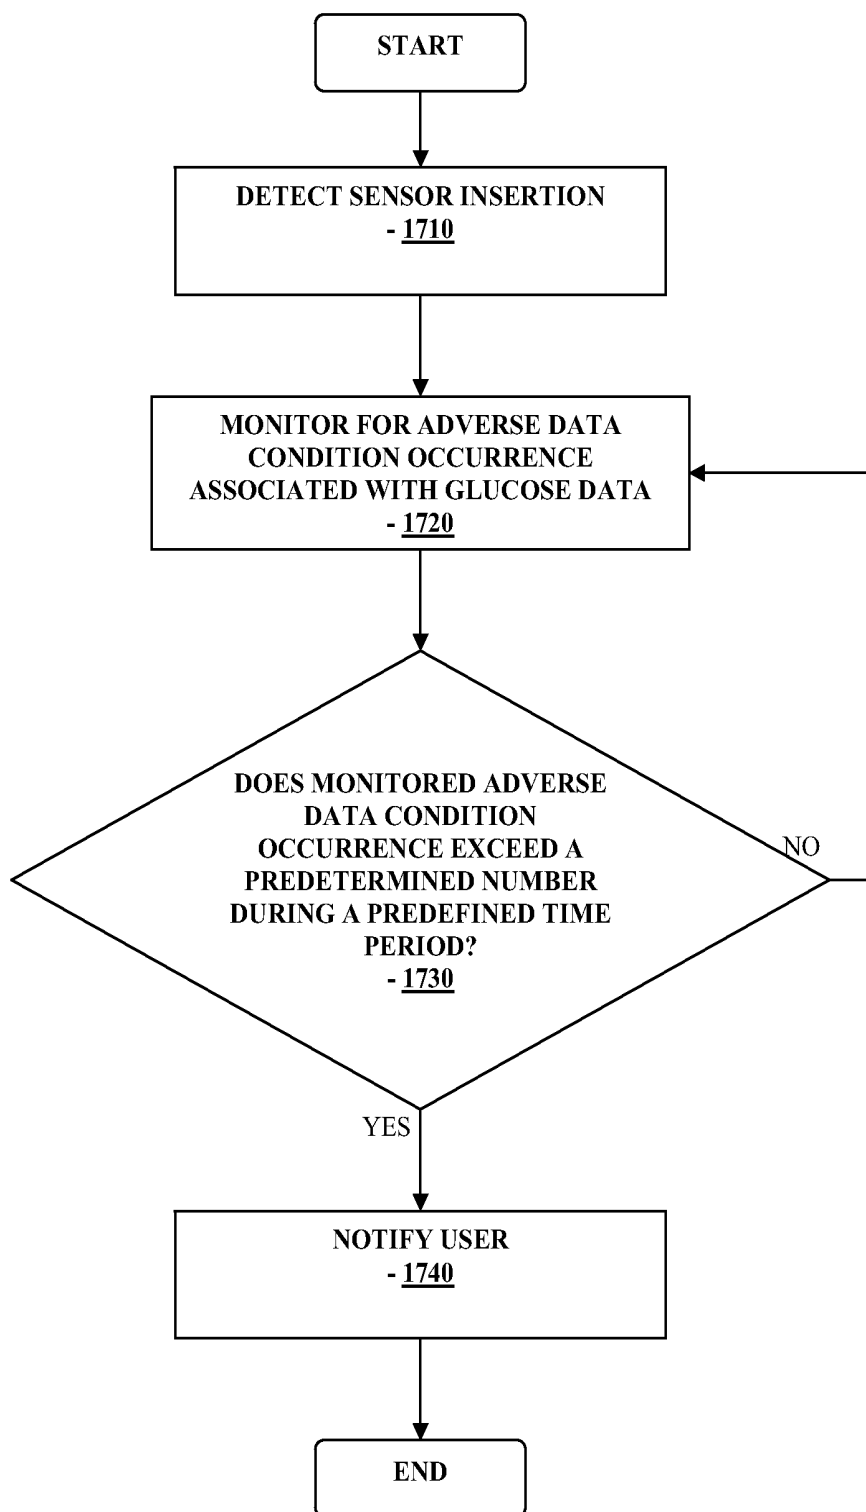 START
DETECT SENSOR INSERTION
- 1710
MONITOR FOR ADVERSE DATA
CONDITION OCCURRENCE
ASSOCIATED WITH GLUCOSE DATA
- 1720
DOES MONITORED ADVERSE
DATA CONDITION
OCCURRENCE EXCEED A
PREDETERMINED NUMBER
DURING A PREDEFINED TIME
PERIOD?
- 1730
NO
YES
NOTIFY USER
- 1740
END